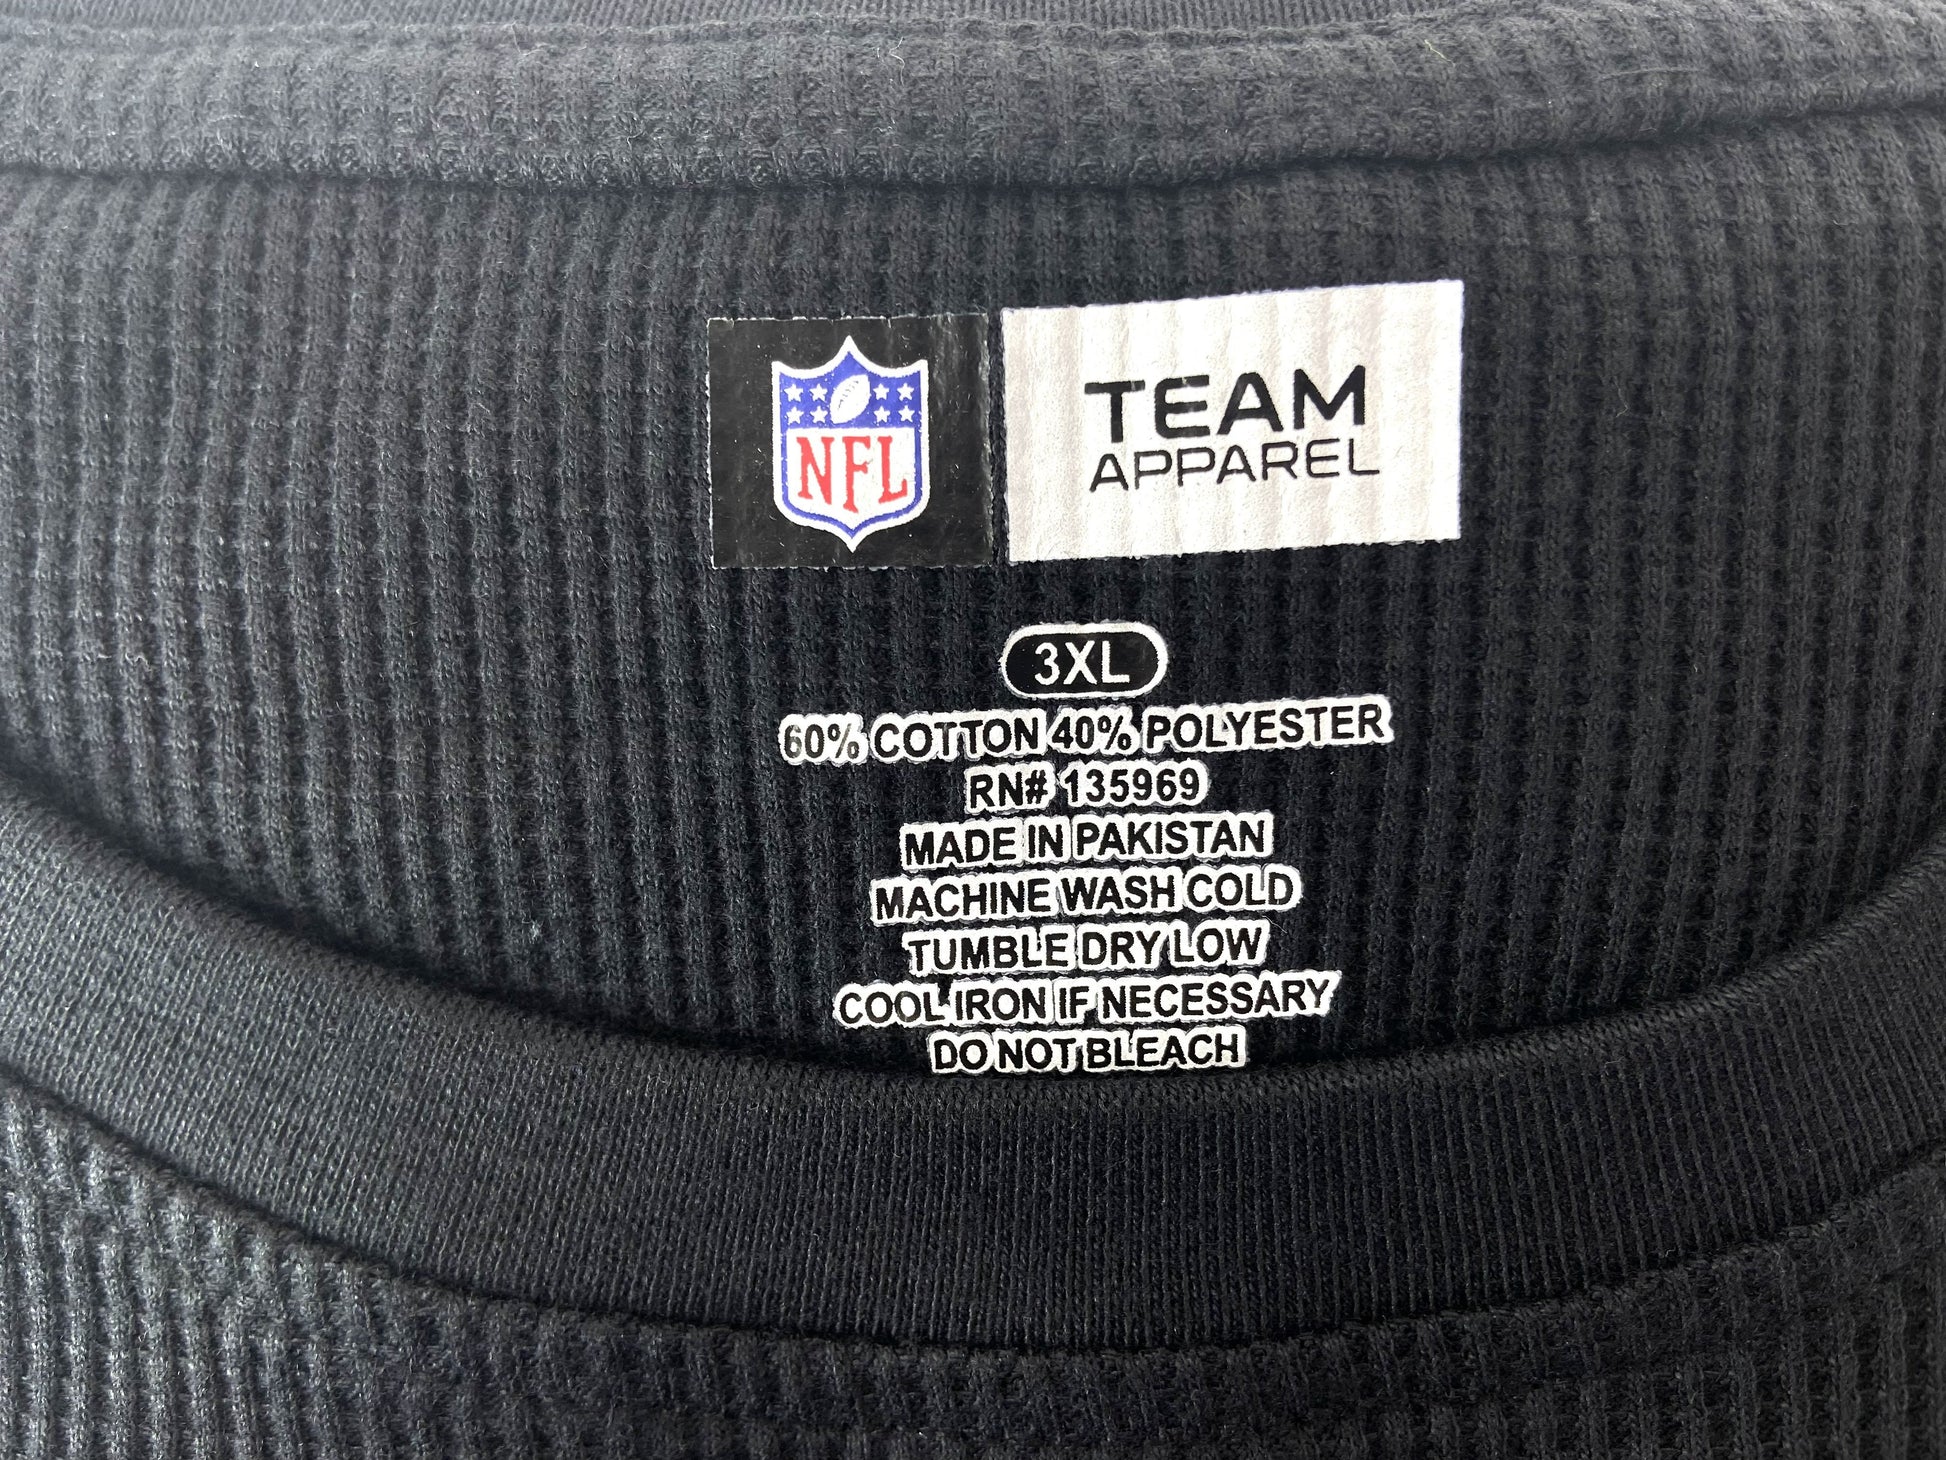 NFL
TEAM
APPAREL
3XL
60% COTTON 40% POLYESTER
RN# 135969
MADE IN PAKISTAN
MACHINE WASH COLD
TUMBLE DRY LOW
COOL IRON IF NECESSARY
DO NOT BLEACH